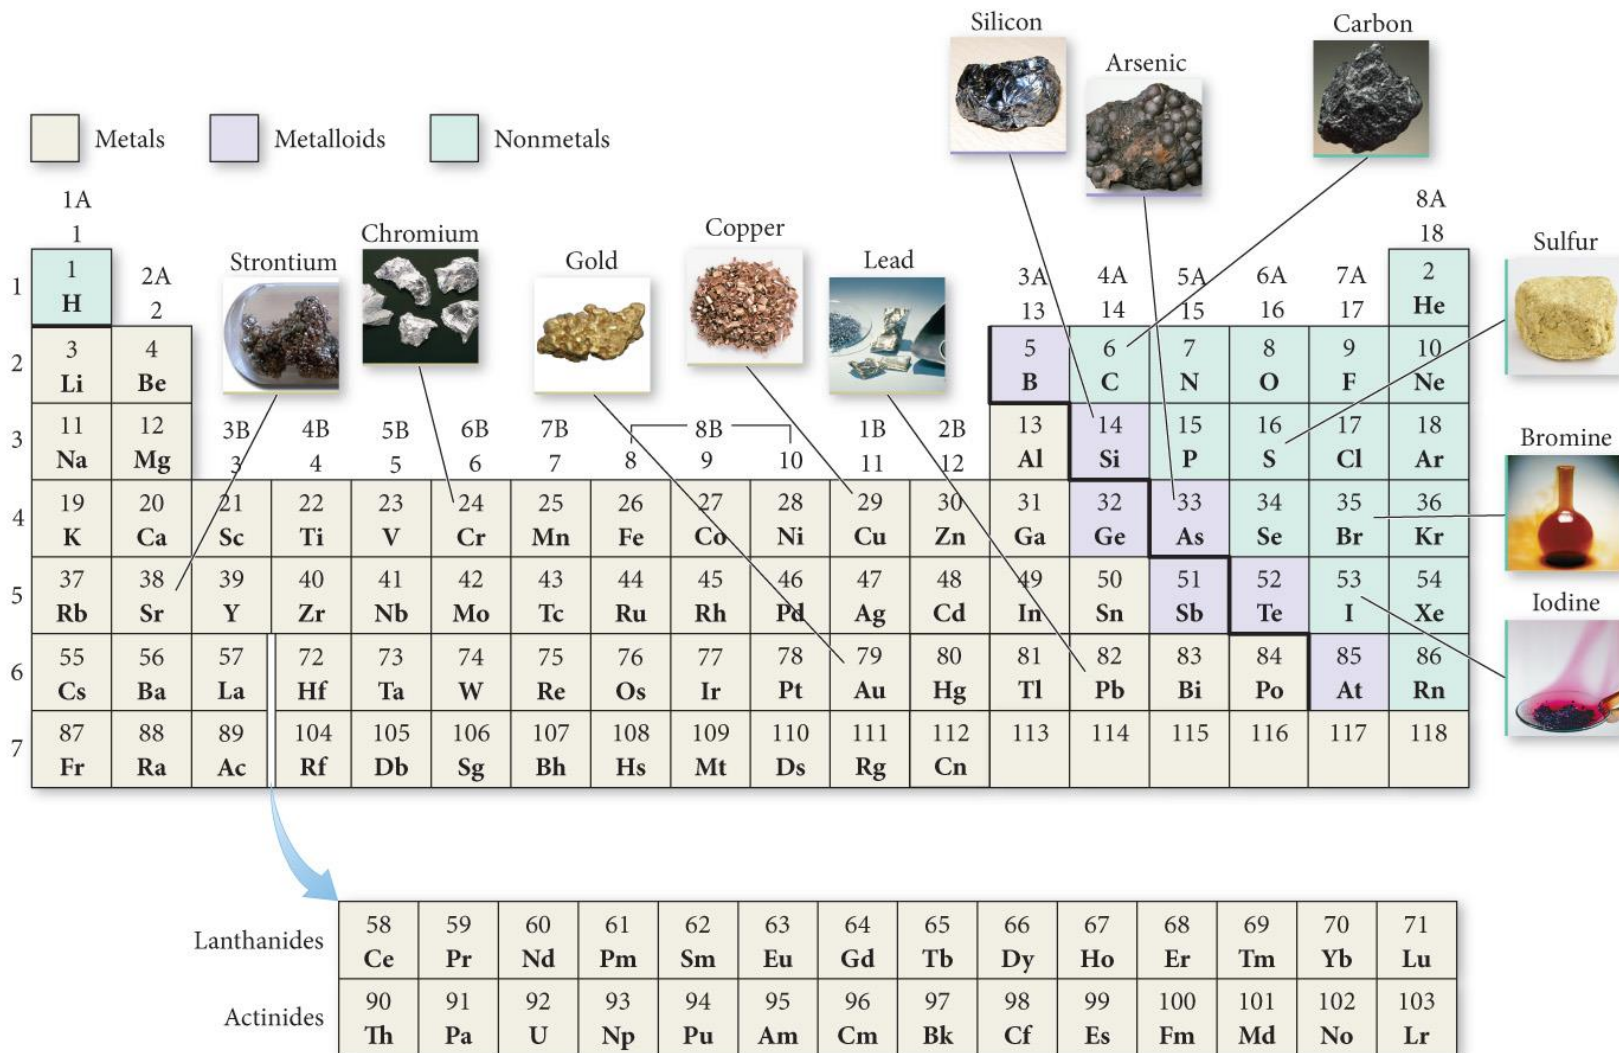 Silicon
Carbon
Arsenic
Metals Metalloids Nonmetals
1A 8A
1 18
Strontium Chromium Gold Copper Lead Sulfur
2A 3A 4A 5A 6A 7A
2 13 14 15 16 17
1 1 2
H He
2 3 4 5 6 7 8 9 10
Li Be B C N O F Ne
3B 4B 5B 6B 7B 8B 1B 2B
3 4 5 6 7 8 9 10 11 12
3 11 12 13 14 15 16 17 18
Na Mg Al Si P S Cl Ar
Bromine
4 19 20 21 22 23 24 25 26 27 28 29 30 31 32 33 34 35 36
K Ca Sc Ti V Cr Mn Fe Co Ni Cu Zn Ga Ge As Se Br Kr
5 37 38 39 40 41 42 43 44 45 46 47 48 49 50 51 52 53 54
Rb Sr Y Zr Nb Mo Tc Ru Rh Pd Ag Cd In Sn Sb Te I Xe
Iodine
6 55 56 57 72 73 74 75 76 77 78 79 80 81 82 83 84 85 86
Cs Ba La Hf Ta W Re Os Ir Pt Au Hg Tl Pb Bi Po At Rn
7 87 88 89 104 105 106 107 108 109 110 111 112 113 114 115 116 117 118
Fr Ra Ac Rf Db Sg Bh Hs Mt Ds Rg Cn
Lanthanides 58 59 60 61 62 63 64 65 66 67 68 69 70 71
Ce Pr Nd Pm Sm Eu Gd Tb Dy Ho Er Tm Yb Lu
Actinides 90 91 92 93 94 95 96 97 98 99 100 101 102 103
Th Pa U Np Pu Am Cm Bk Cf Es Fm Md No Lr